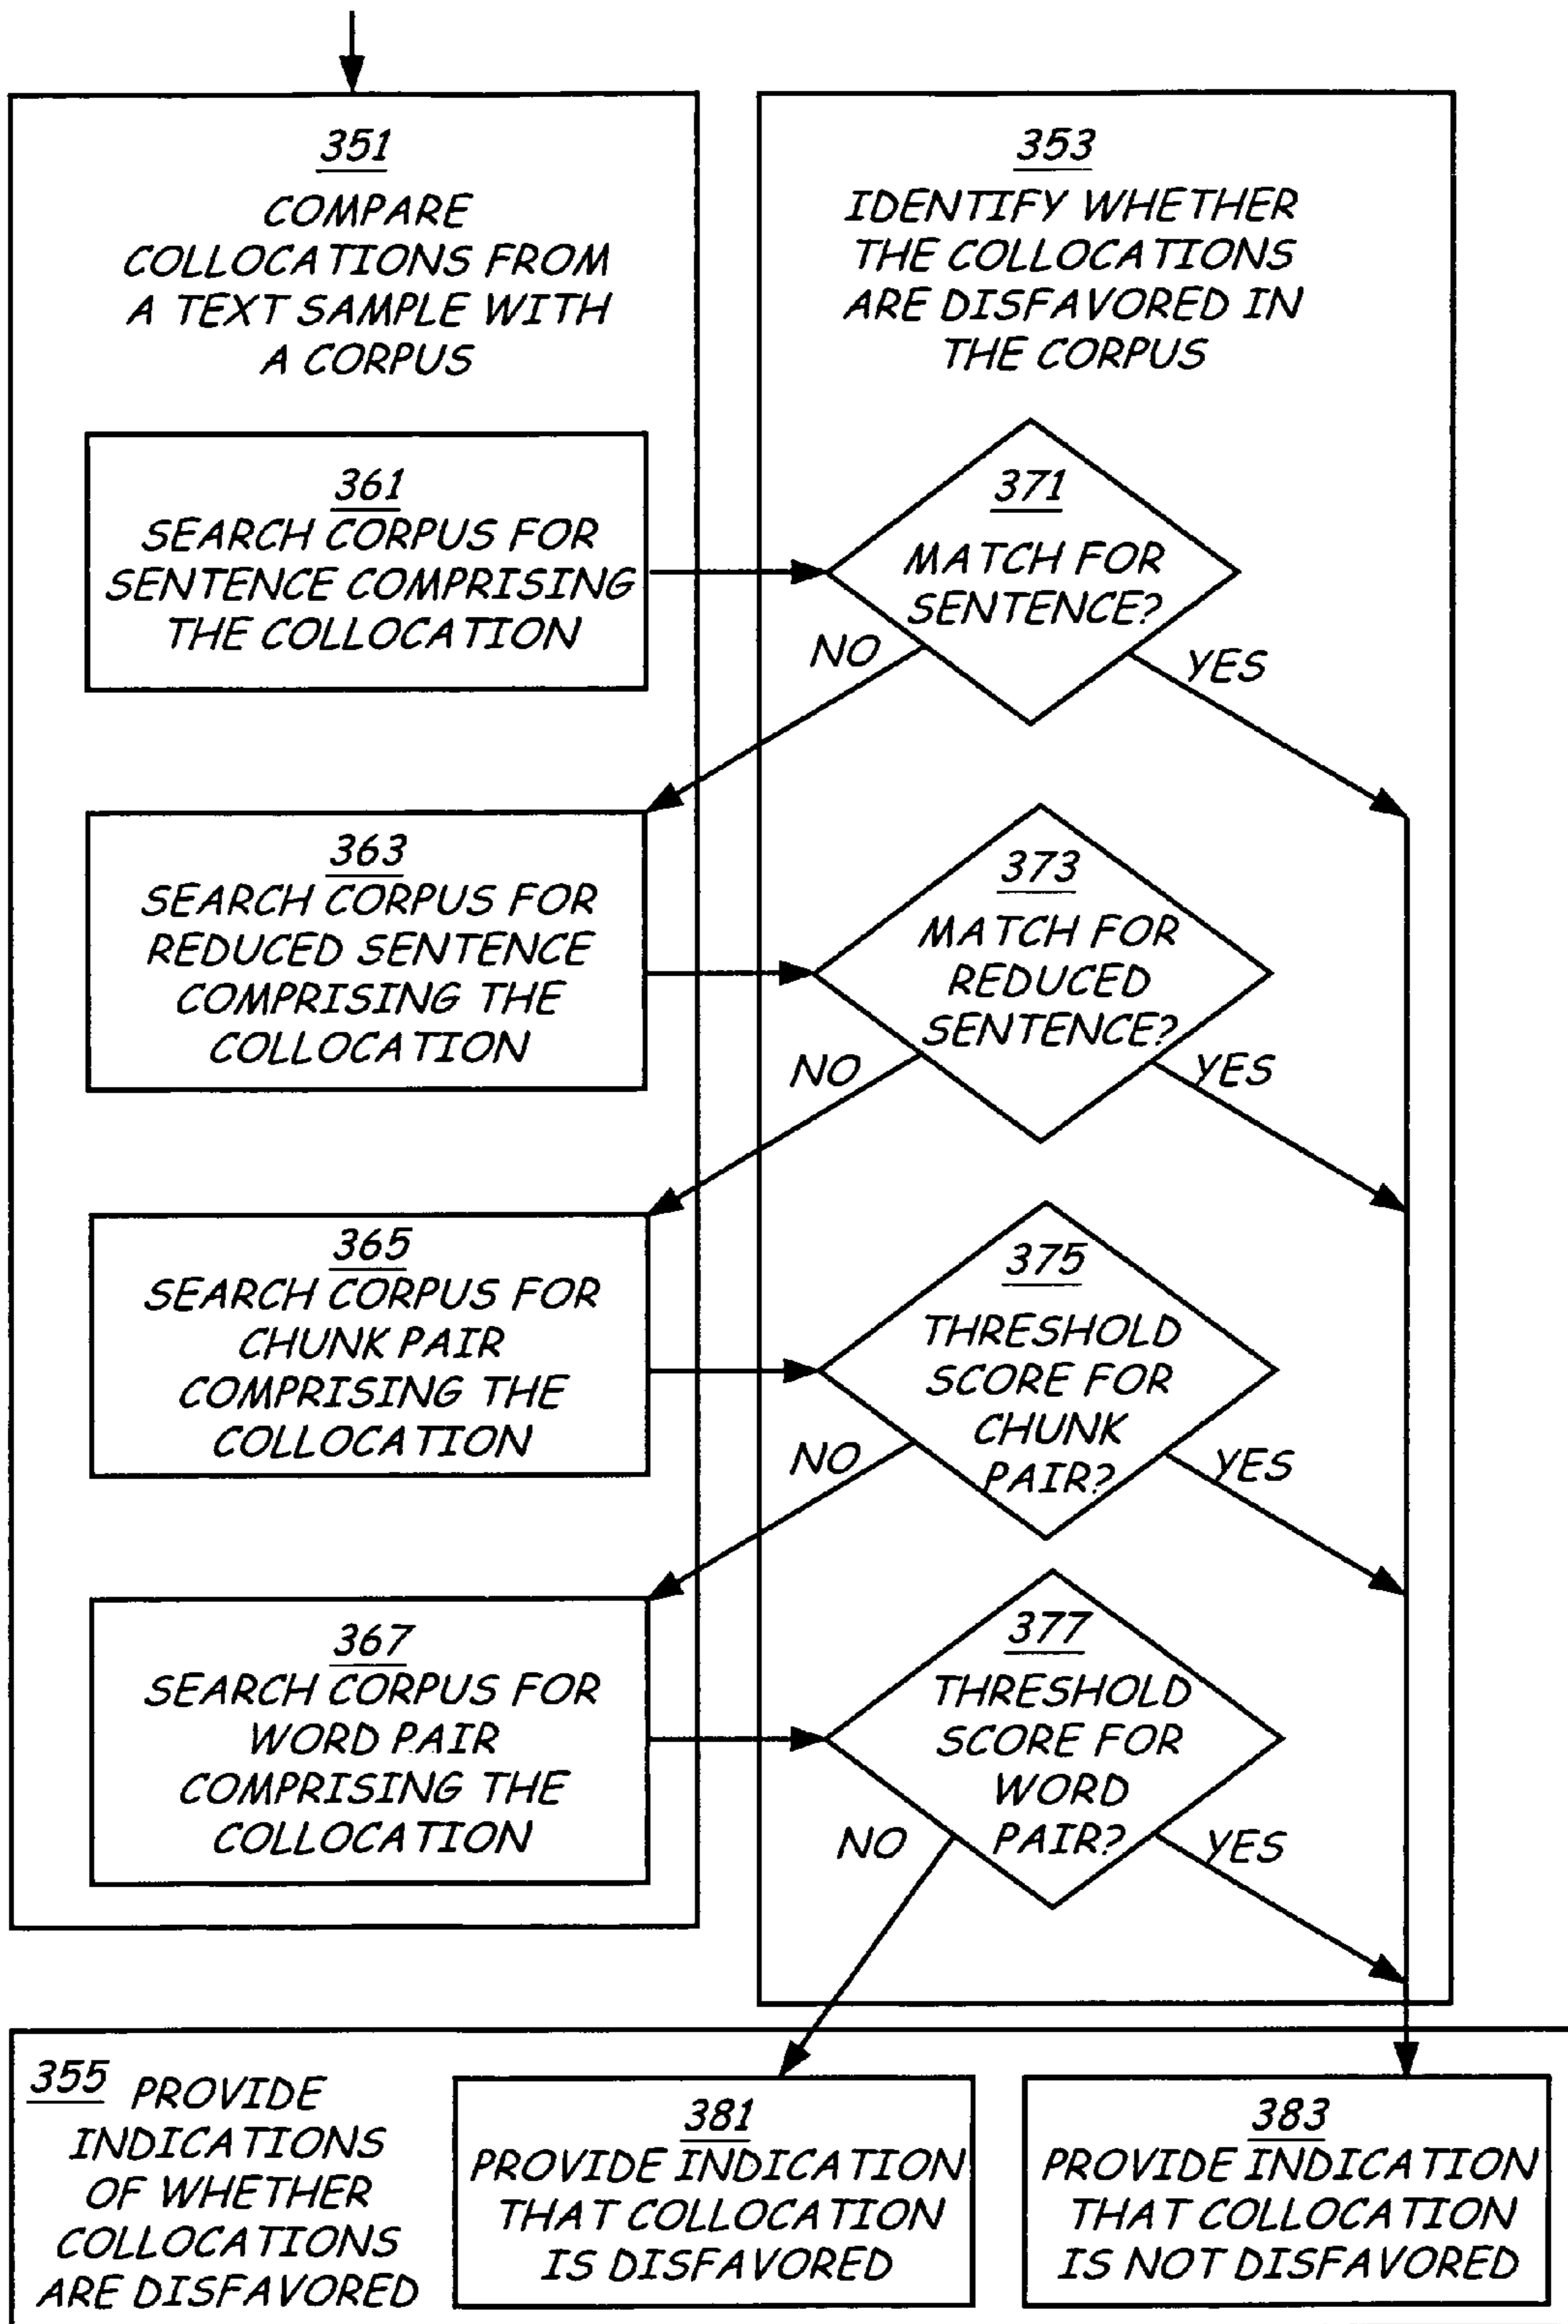 351
COMPARE
COLLOCATIONS FROM
A TEXT SAMPLE WITH
A CORPUS
353
IDENTIFY WHETHER
THE COLLOCATIONS
ARE DISFAVORED IN
THE CORPUS
361
SEARCH CORPUS FOR
SENTENCE COMPRISING
THE COLLOCATION
371
MATCH FOR
SENTENCE?
NO
YES
363
SEARCH CORPUS FOR
REDUCED SENTENCE
COMPRISING THE
COLLOCATION
373
MATCH FOR
REDUCED
SENTENCE?
NO
YES
365
SEARCH CORPUS FOR
CHUNK PAIR
COMPRISING THE
COLLOCATION
375
THRESHOLD
SCORE FOR
CHUNK
PAIR?
NO
YES
367
SEARCH CORPUS FOR
WORD PAIR
COMPRISING THE
COLLOCATION
377
THRESHOLD
SCORE FOR
WORD
PAIR?
NO
YES
355 PROVIDE
INDICATIONS
OF WHETHER
COLLOCATIONS
ARE DISFAVORED
381
PROVIDE INDICATION
THAT COLLOCATION
IS DISFAVORED
383
PROVIDE INDICATION
THAT COLLOCATION
IS NOT DISFAVORED